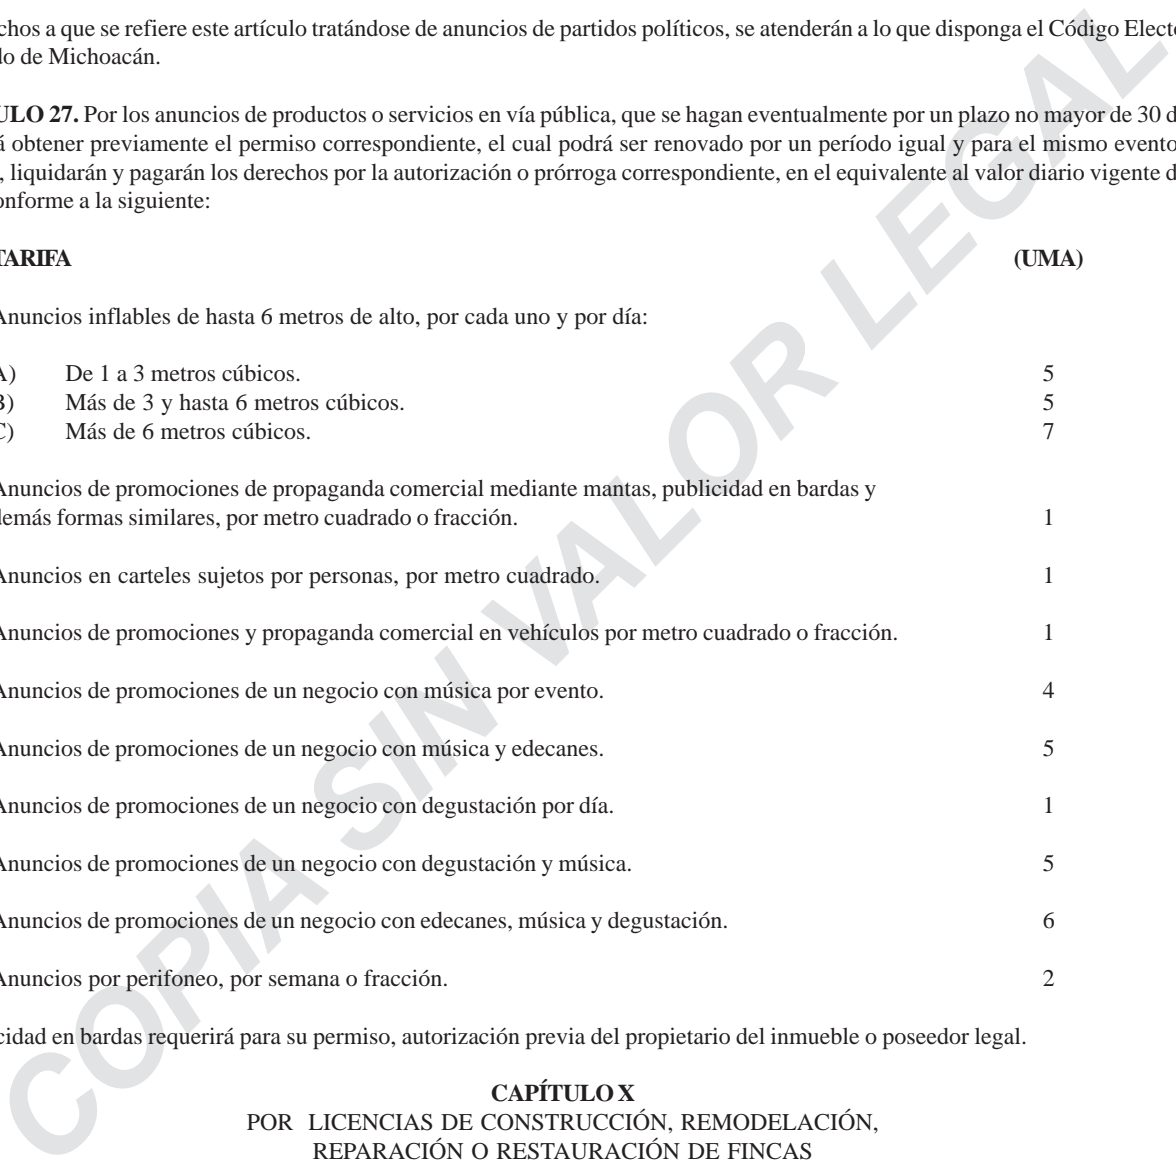 chos a que se refiere este artículo tratándose de anuncios de partidos políticos, se atenderán a lo que disponga el Código Elect
do de Michoacán.
ULO 27. Por los anuncios de productos o servicios en vía pública, que se hagan eventualmente por un plazo no mayor de 30 d
á obtener previamente el permiso correspondiente, el cual podrá ser renovado por un período igual y para el mismo evento
, liquidarán y pagarán los derechos por la autorización o prórroga correspondiente, en el equivalente al valor diario vigente d
onforme a la siguiente:
TARIFA (UMA)
Anuncios inflables de hasta 6 metros de alto, por cada uno y por día:
A) De 1 a 3 metros cúbicos. 5
B) Más de 3 y hasta 6 metros cúbicos. 5
C) Más de 6 metros cúbicos. 7
Anuncios de promociones de propaganda comercial mediante mantas, publicidad en bardas y
demás formas similares, por metro cuadrado o fracción. 1
Anuncios en carteles sujetos por personas, por metro cuadrado. 1
Anuncios de promociones y propaganda comercial en vehículos por metro cuadrado o fracción. 1
Anuncios de promociones de un negocio con música por evento. 4
Anuncios de promociones de un negocio con música y edecanes. 5
Anuncios de promociones de un negocio con degustación por día. 1
Anuncios de promociones de un negocio con degustación y música. 5
Anuncios de promociones de un negocio con edecanes, música y degustación. 6
Anuncios por perifoneo, por semana o fracción. 2
cidad en bardas requerirá para su permiso, autorización previa del propietario del inmueble o poseedor legal.
CAPÍTULO X
POR LICENCIAS DE CONSTRUCCIÓN, REMODELACIÓN,
REPARACIÓN O RESTAURACIÓN DE FINCAS
COPIA SIN VALOR LEGAL